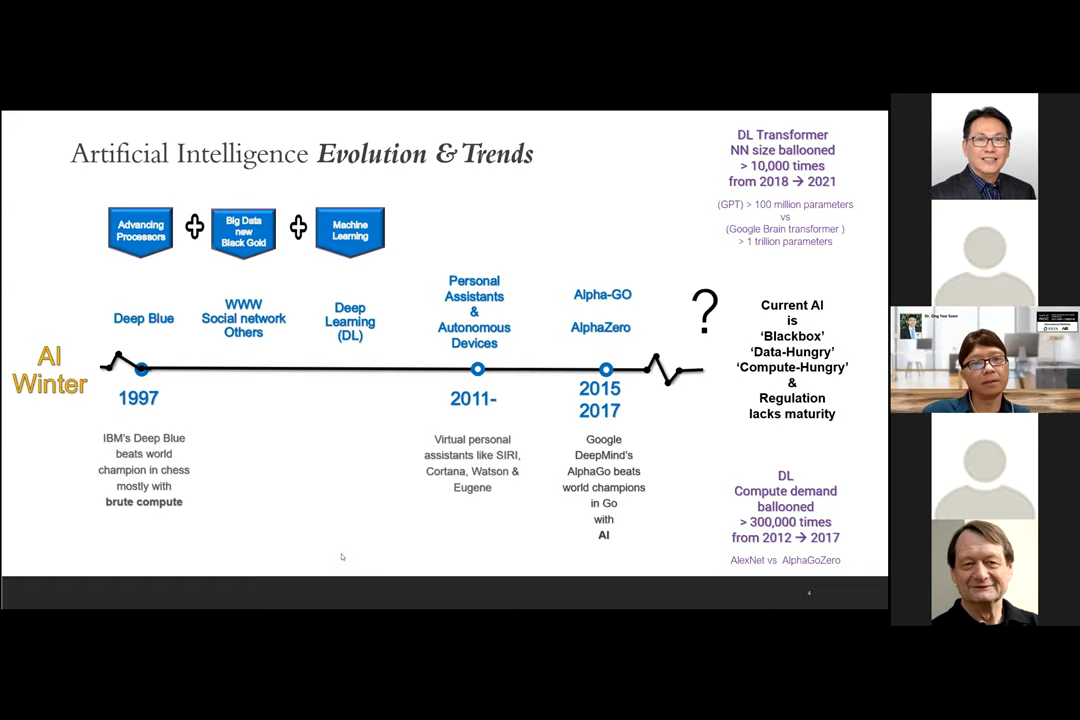 Artificial Intelligence Evolution & Trends
Advancing
Processors
Big Data
new
Black Gold
Machine
Learning
Deep Blue
WWW
Social network
Others
Deep
Learning
(DL)
Personal
Assistants
&
Autonomous
Devices
Alpha-GO
AlphaZero
?
AI
Winter
1997
2011-
2015
2017
IBM's Deep Blue
beats world
champion in chess
mostly with
brute compute
Virtual personal
assistants like SIRI,
Cortana, Watson &
Eugene
Google
DeepMind's
AlphaGo beats
world champions
in Go
with
AI
DL Transformer
NN size ballooned
> 10,000 times
from 2018 → 2021
(GPT) > 100 million parameters
vs
(Google Brain transformer )
> 1 trillion parameters
Current AI
is
‘Blackbox’
‘Data-Hungry’
‘Compute-Hungry’
&
Regulation
lacks maturity
DL
Compute demand
ballooned
> 300,000 times
from 2012 → 2017
AlexNet vs AlphaGoZero
4
Dr. Ong Yew Soon